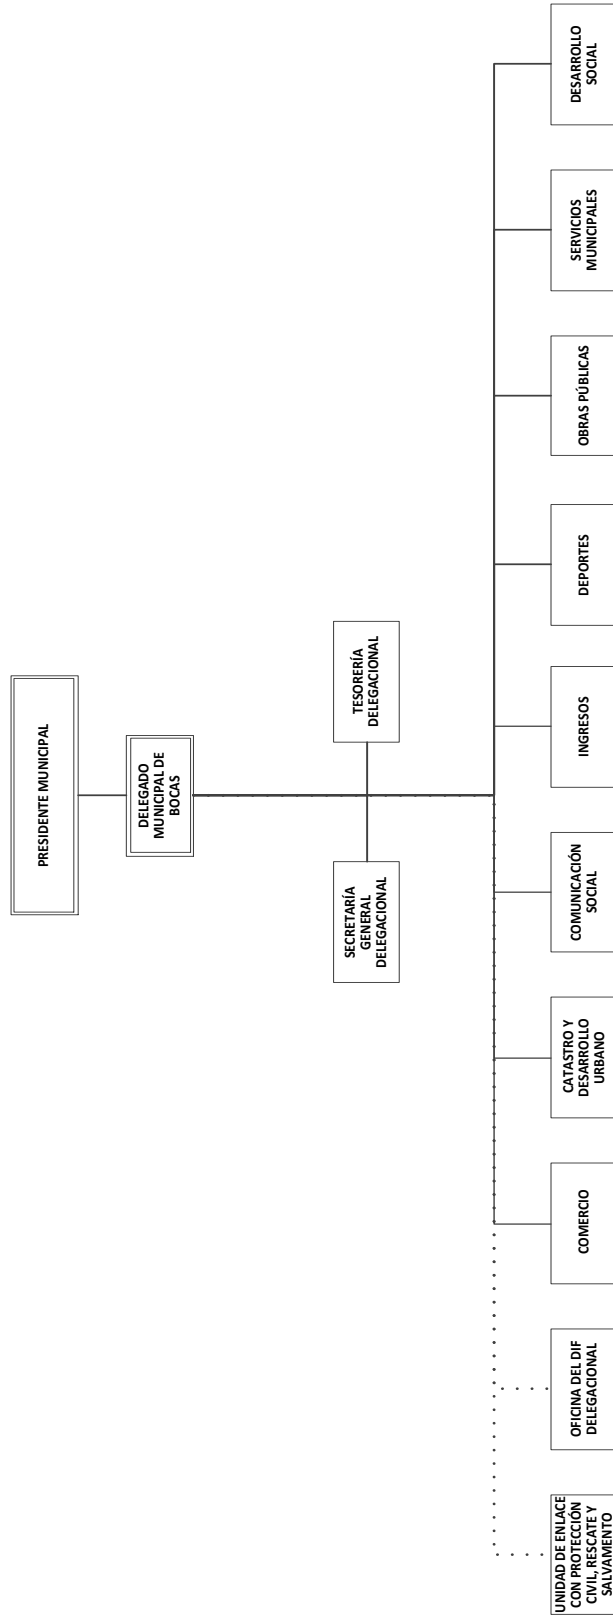 PRESIDENTE MUNICIPAL
DELEGADO
MUNICIPAL DE
BOCAS
SECRETARÍA
GENERAL
DELEGACIONAL
TESORERÍA
DELEGACIONAL
UNIDAD DE ENLACE
CON PROTECCIÓN
CIVIL, RESCATE Y
SALVAMENTO
OFICINA DEL DIF
DELEGACIONAL
COMERCIO
CATASTRO Y
DESARROLLO
URBANO
COMUNICACIÓN
SOCIAL
INGRESOS
DEPORTES
OBRAS PÚBLICAS
SERVICIOS
MUNICIPALES
DESARROLLO
SOCIAL